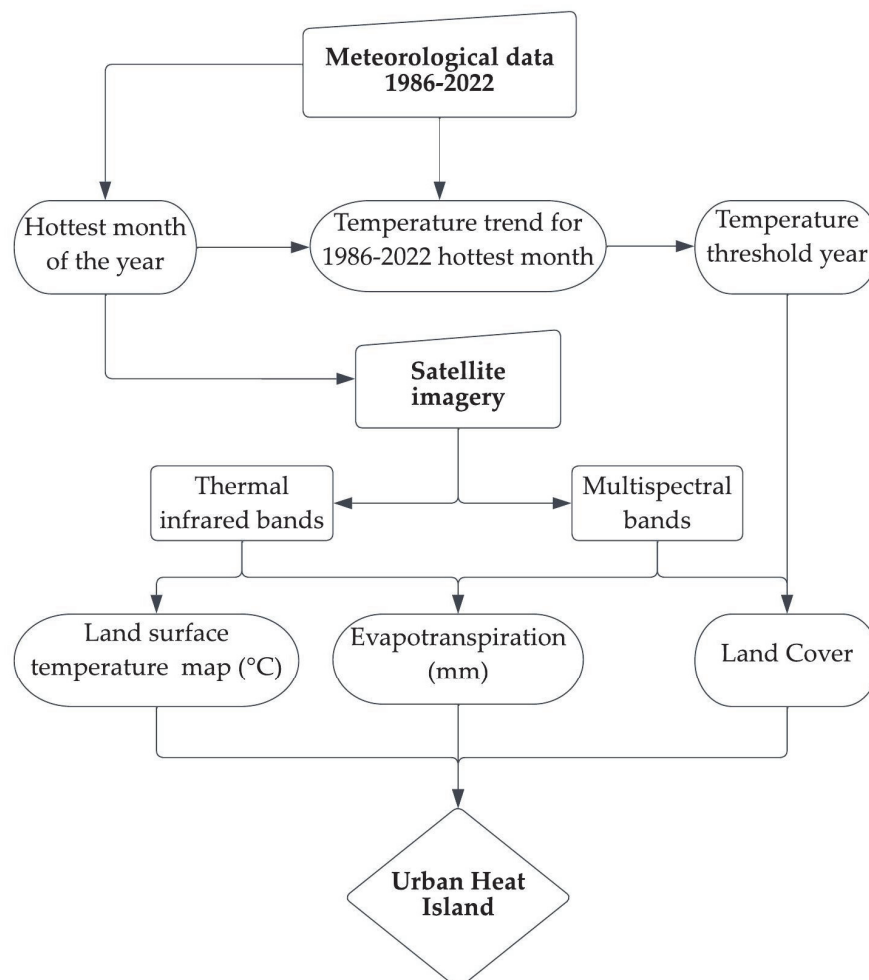 Meteorological data
1986-2022
Hottest month
of the year
Temperature trend for
1986-2022 hottest month
Temperature
threshold year
Satellite
imagery
Thermal
infrared bands
Multispectral
bands
Land surface
temperature map (°C)
Evapotranspiration
(mm)
Land Cover
Urban Heat
Island